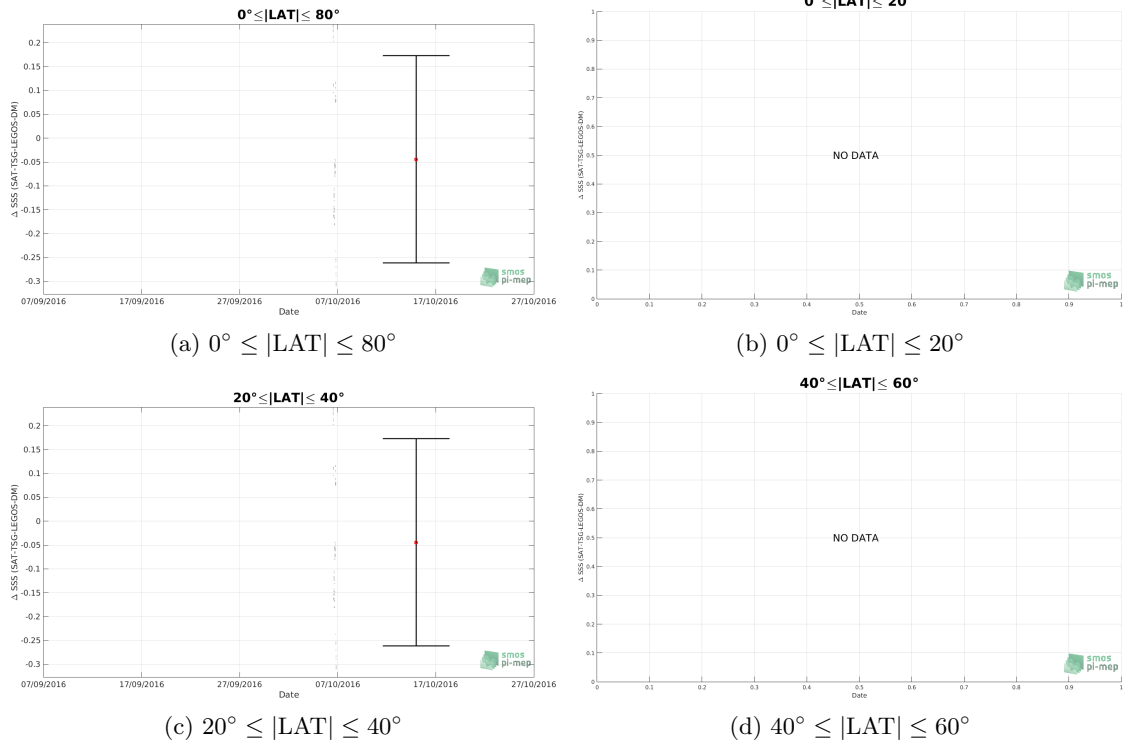 0°≤|LAT|≤ 80°
Δ SSS (SAT-TSG-LEGOS-DM)
0.2
0.15
0.1
0.05
0
-0.05
-0.1
-0.15
-0.2
-0.25
-0.3
07/09/2016 17/09/2016 27/09/2016 07/10/2016 17/10/2016 27/10/2016
Date
smos
pi-mep
(a) 0° ≤ |LAT| ≤ 80°
0°≤|LAT|≤ 20°
Δ SSS (SAT-TSG-LEGOS-DM)
1
0.9
0.8
0.7
0.6
0.5
0.4
0.3
0.2
0.1
0
NO DATA
0 0.1 0.2 0.3 0.4 0.5 0.6 0.7 0.8 0.9 1
Date
smos
pi-mep
(b) 0° ≤ |LAT| ≤ 20°
20°≤|LAT|≤ 40°
Δ SSS (SAT-TSG-LEGOS-DM)
0.2
0.15
0.1
0.05
0
-0.05
-0.1
-0.15
-0.2
-0.25
-0.3
07/09/2016 17/09/2016 27/09/2016 07/10/2016 17/10/2016 27/10/2016
Date
smos
pi-mep
(c) 20° ≤ |LAT| ≤ 40°
40°≤|LAT|≤ 60°
Δ SSS (SAT-TSG-LEGOS-DM)
1
0.9
0.8
0.7
0.6
0.5
0.4
0.3
0.2
0.1
0
NO DATA
0 0.1 0.2 0.3 0.4 0.5 0.6 0.7 0.8 0.9 1
Date
smos
pi-mep
(d) 40° ≤ |LAT| ≤ 60°